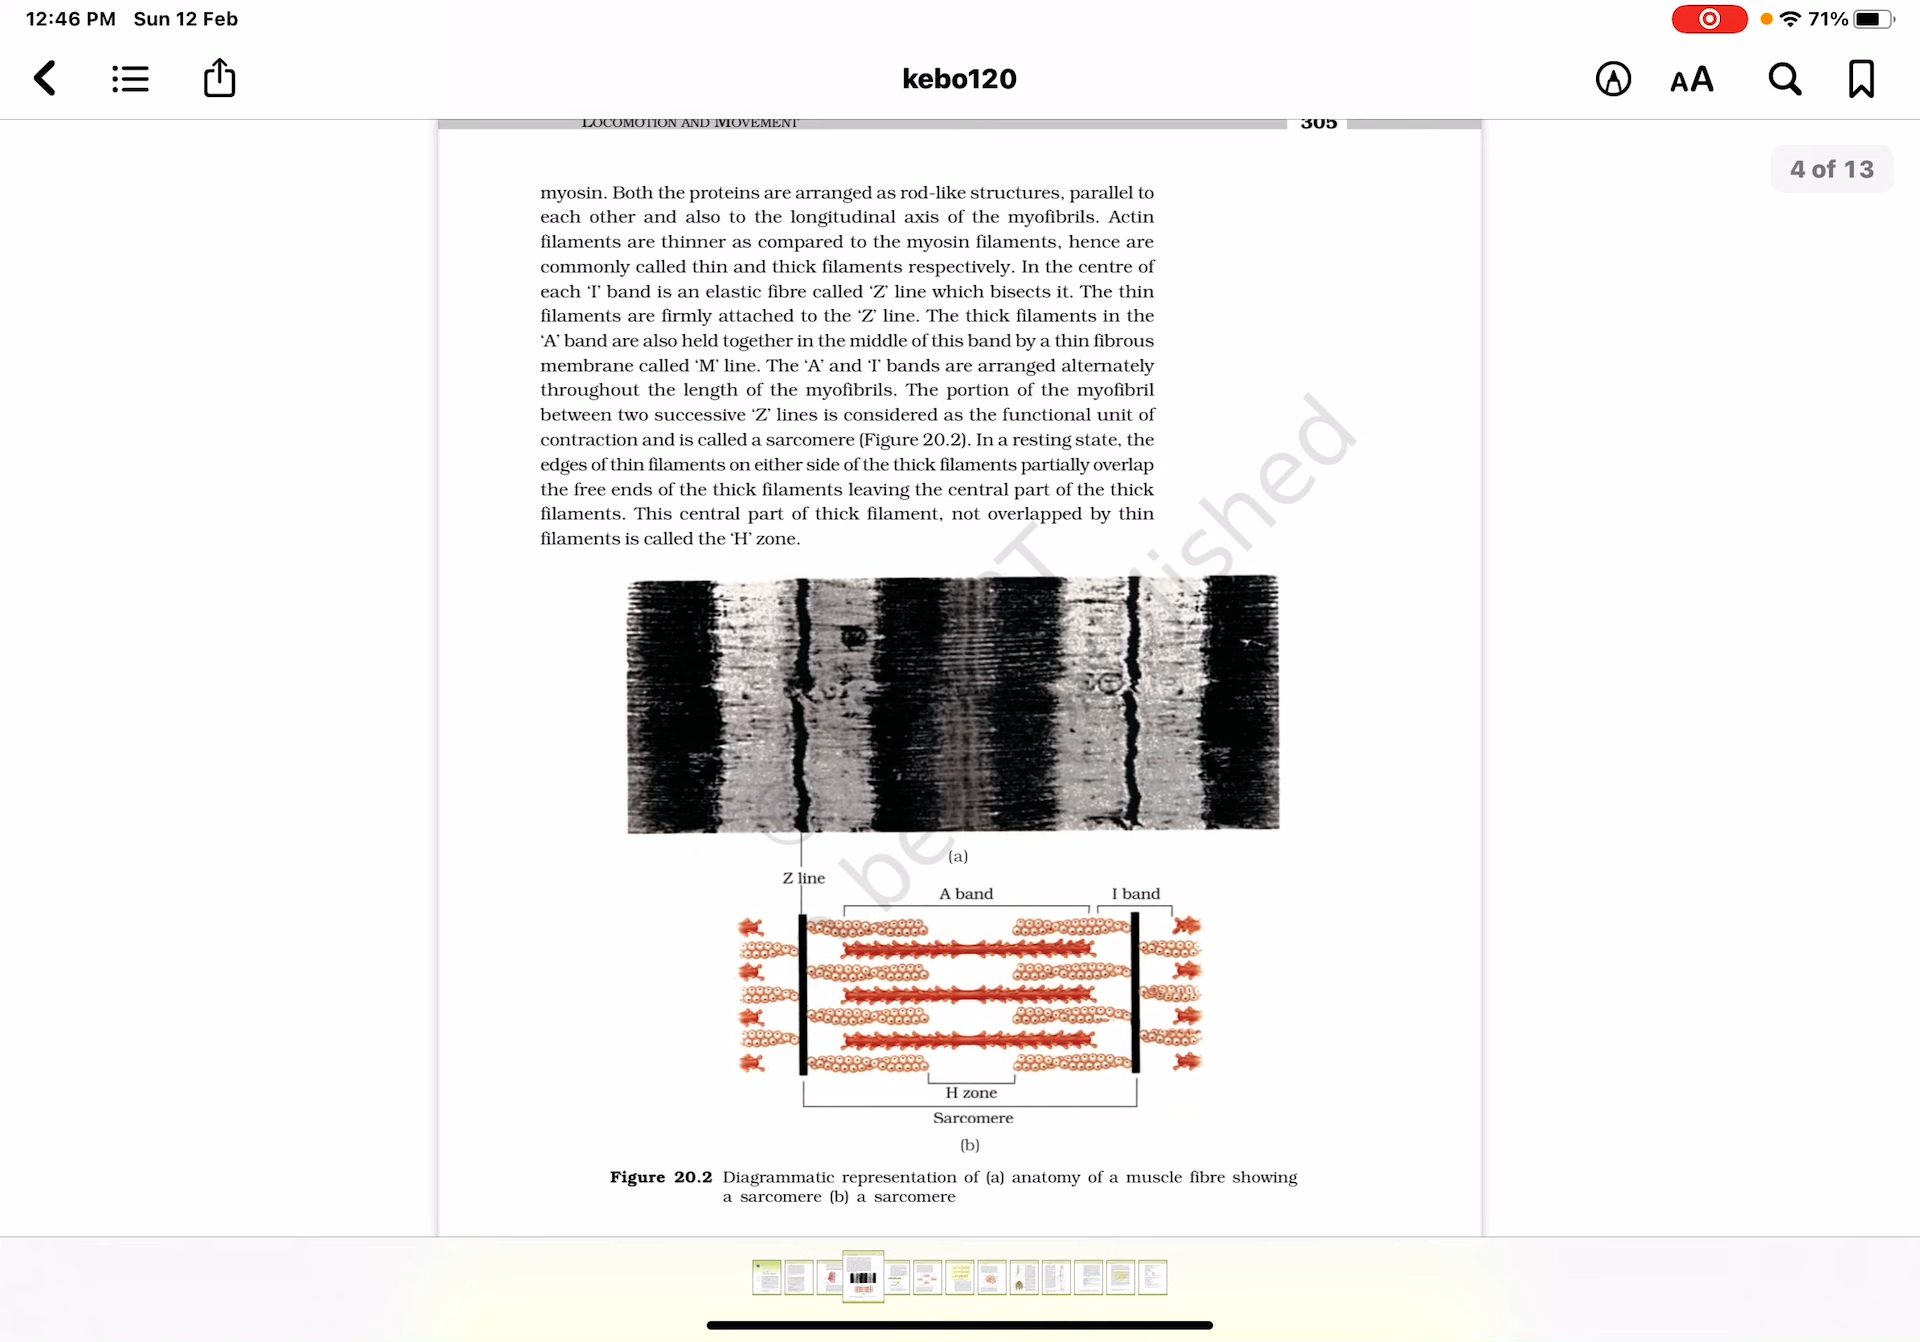 12:46 PM Sun 12 Feb
71%
kebo120
AA
LOCOMOTION AND MOVEMENT
305
4 of 13
myosin. Both the proteins are arranged as rod-like structures, parallel to
each other and also to the longitudinal axis of the myofibrils. Actin
filaments are thinner as compared to the myosin filaments, hence are
commonly called thin and thick filaments respectively. In the centre of
each ‘I’ band is an elastic fibre called ‘Z’ line which bisects it. The thin
filaments are firmly attached to the ‘Z’ line. The thick filaments in the
‘A’ band are also held together in the middle of this band by a thin fibrous
membrane called ‘M’ line. The ‘A’ and ‘I’ bands are arranged alternately
throughout the length of the myofibrils. The portion of the myofibril
between two successive ‘Z’ lines is considered as the functional unit of
contraction and is called a sarcomere (Figure 20.2). In a resting state, the
edges of thin filaments on either side of the thick filaments partially overlap
the free ends of the thick filaments leaving the central part of the thick
filaments. This central part of thick filament, not overlapped by thin
filaments is called the ‘H’ zone.
(a)
Z line
A band
I band
H zone
Sarcomere
(b)
Figure 20.2 Diagrammatic representation of (a) anatomy of a muscle fibre showing
a sarcomere (b) a sarcomere